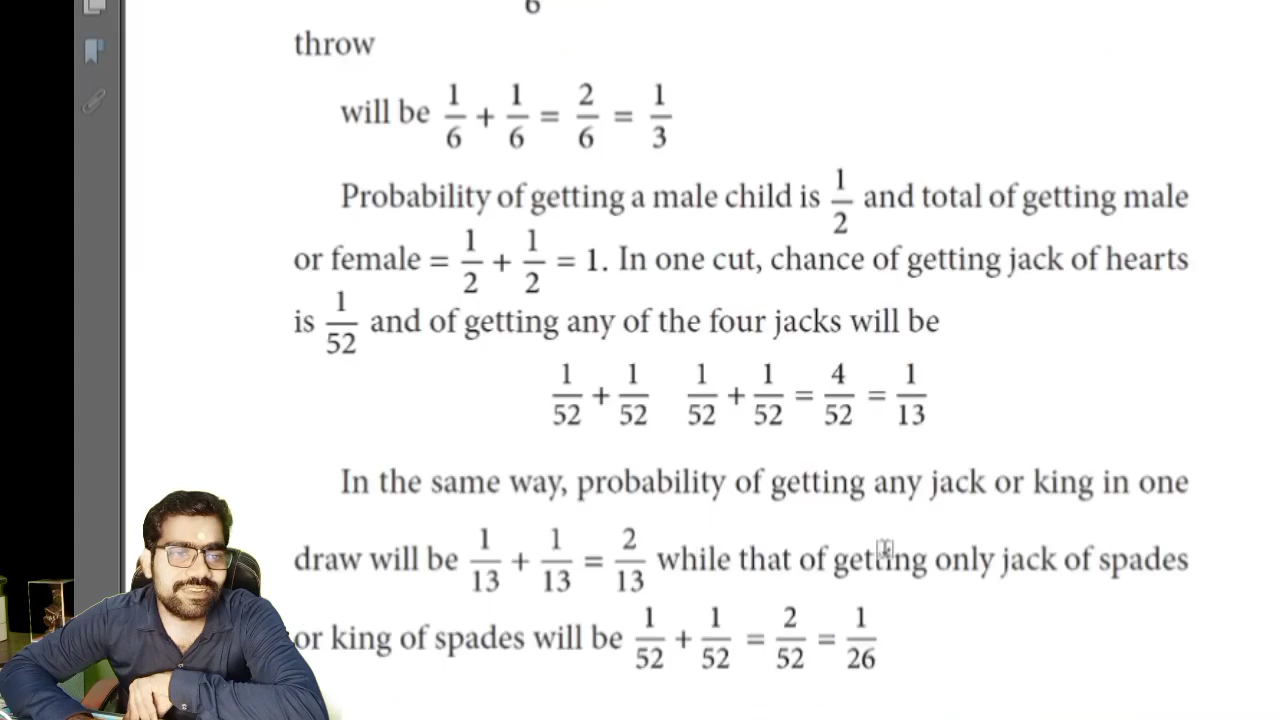 6
throw
will be 1/6 + 1/6 = 2/6 = 1/3
Probability of getting a male child is 1/2 and total of getting male
or female = 1/2 + 1/2 = 1. In one cut, chance of getting jack of hearts
is 1/52 and of getting any of the four jacks will be
1/52 + 1/52 1/52 + 1/52 = 4/52 = 1/13
In the same way, probability of getting any jack or king in one
draw will be 1/13 + 1/13 = 2/13 while that of getting only jack of spades
or king of spades will be 1/52 + 1/52 = 2/52 = 1/26